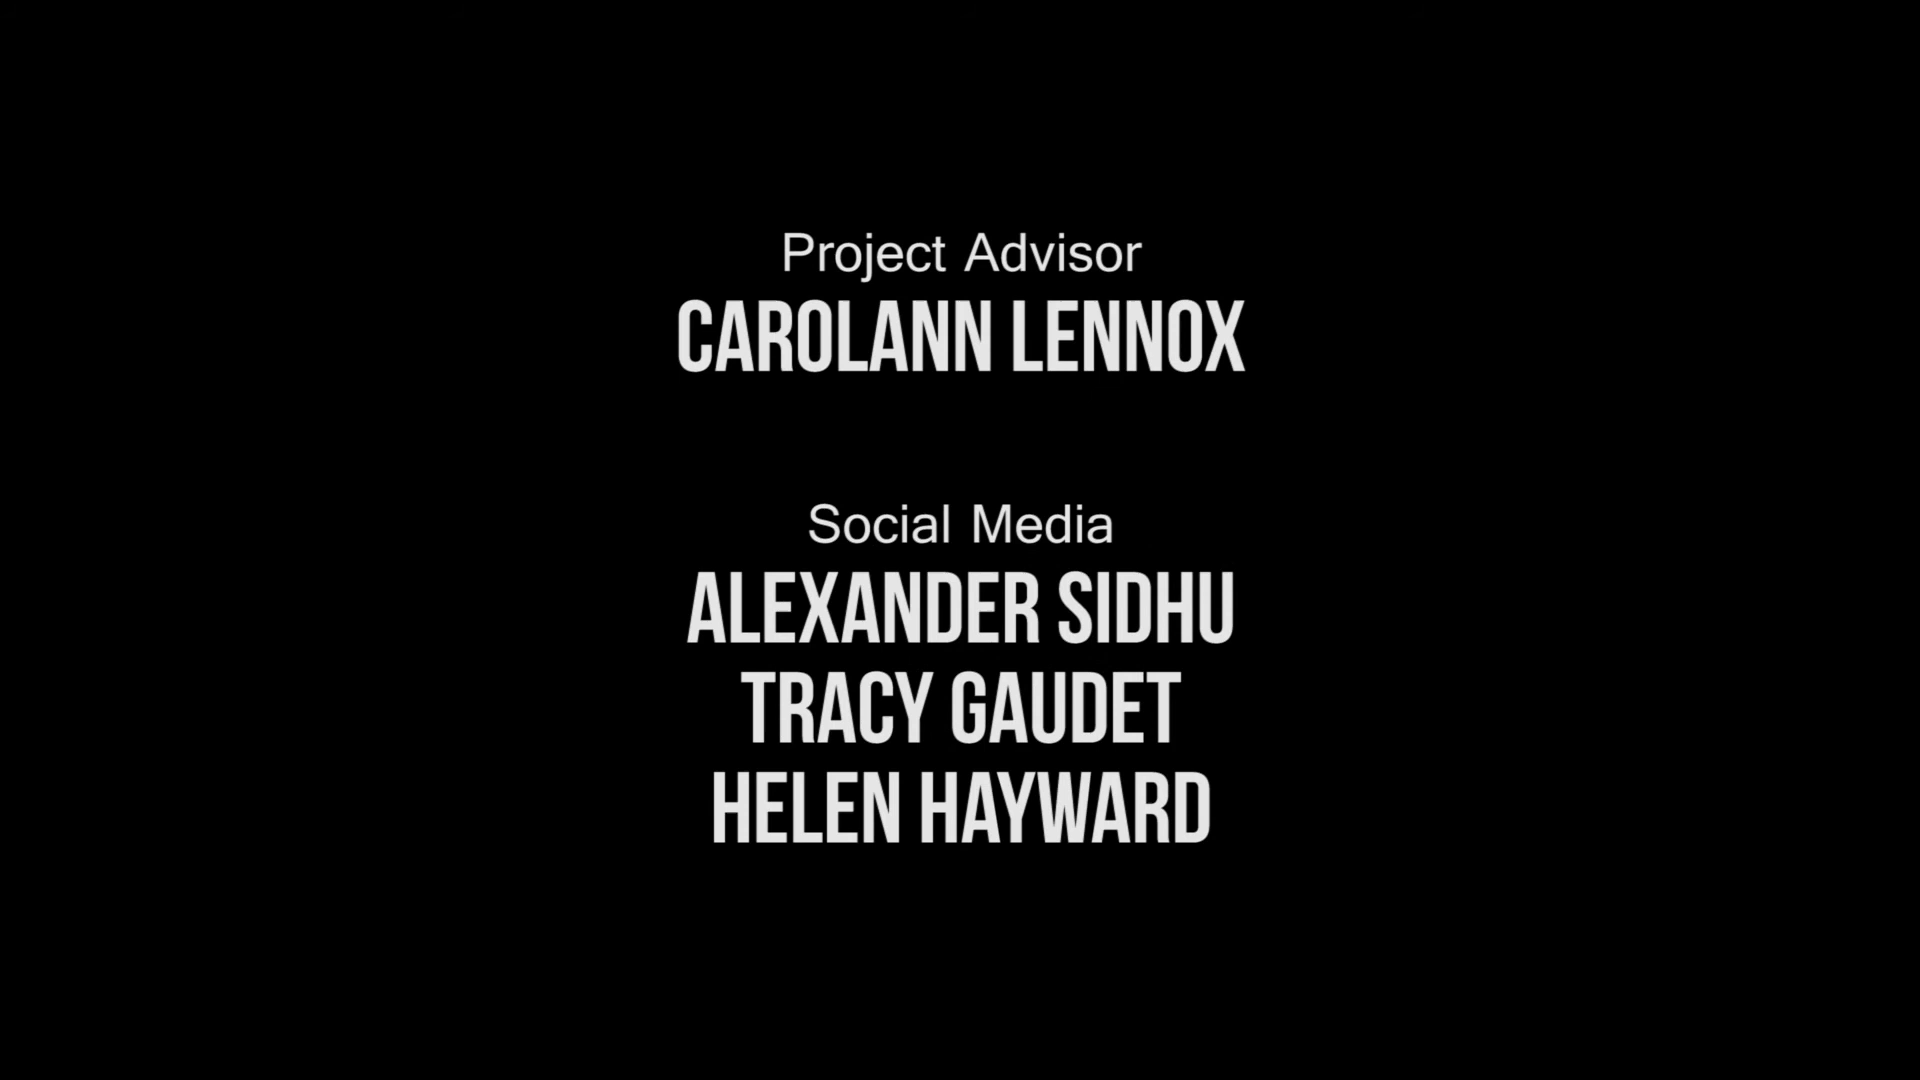 Project Advisor
CAROLANN LENNOX
Social Media
ALEXANDER SIDHU
TRACY GAUDET
HELEN HAYWARD